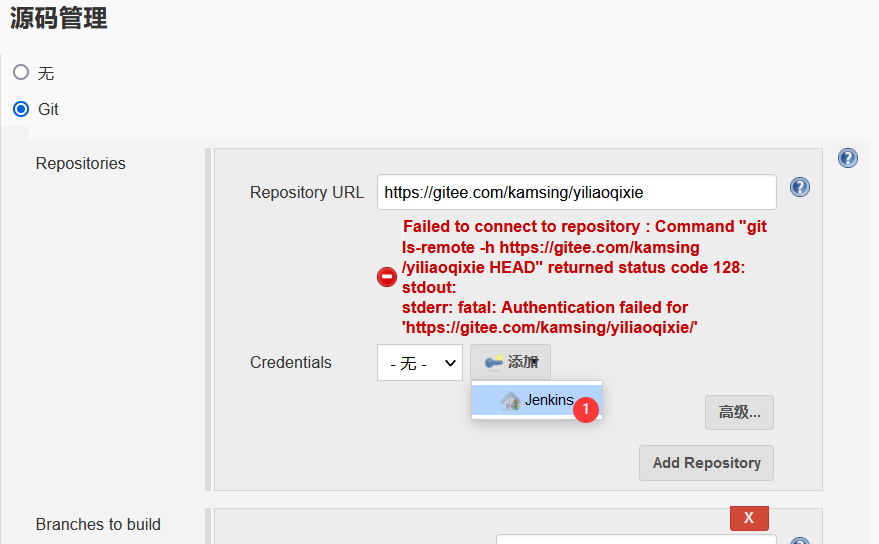 源码管理
无
Git
Repositories
Repository URL https://gitee.com/kamsing/yiliaoqixie
Failed to connect to repository : Command "git
ls-remote -h https://gitee.com/kamsing
/yiliaoqixie HEAD" returned status code 128:
stdout:
stderr: fatal: Authentication failed for
'https://gitee.com/kamsing/yiliaoqixie/'
Credentials - 无 - 添加
Jenkins 1
高级...
Add Repository
X
Branches to build